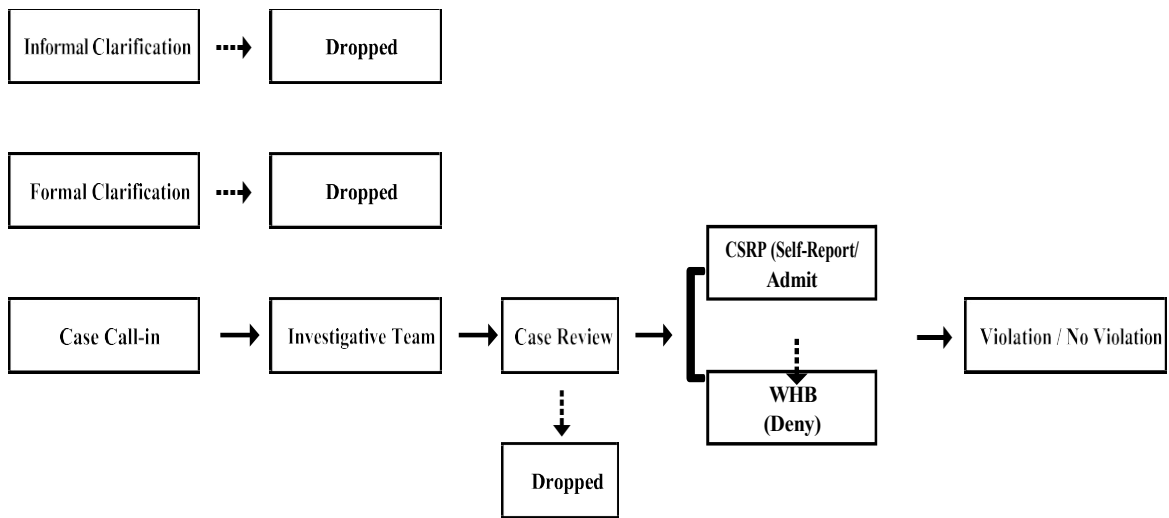 Informal Clarification
Dropped
Formal Clarification
Dropped
CSRP (Self-Report/
Admit
Case Call-in
Investigative Team
Case Review
Violation / No Violation
WHB
(Deny)
Dropped